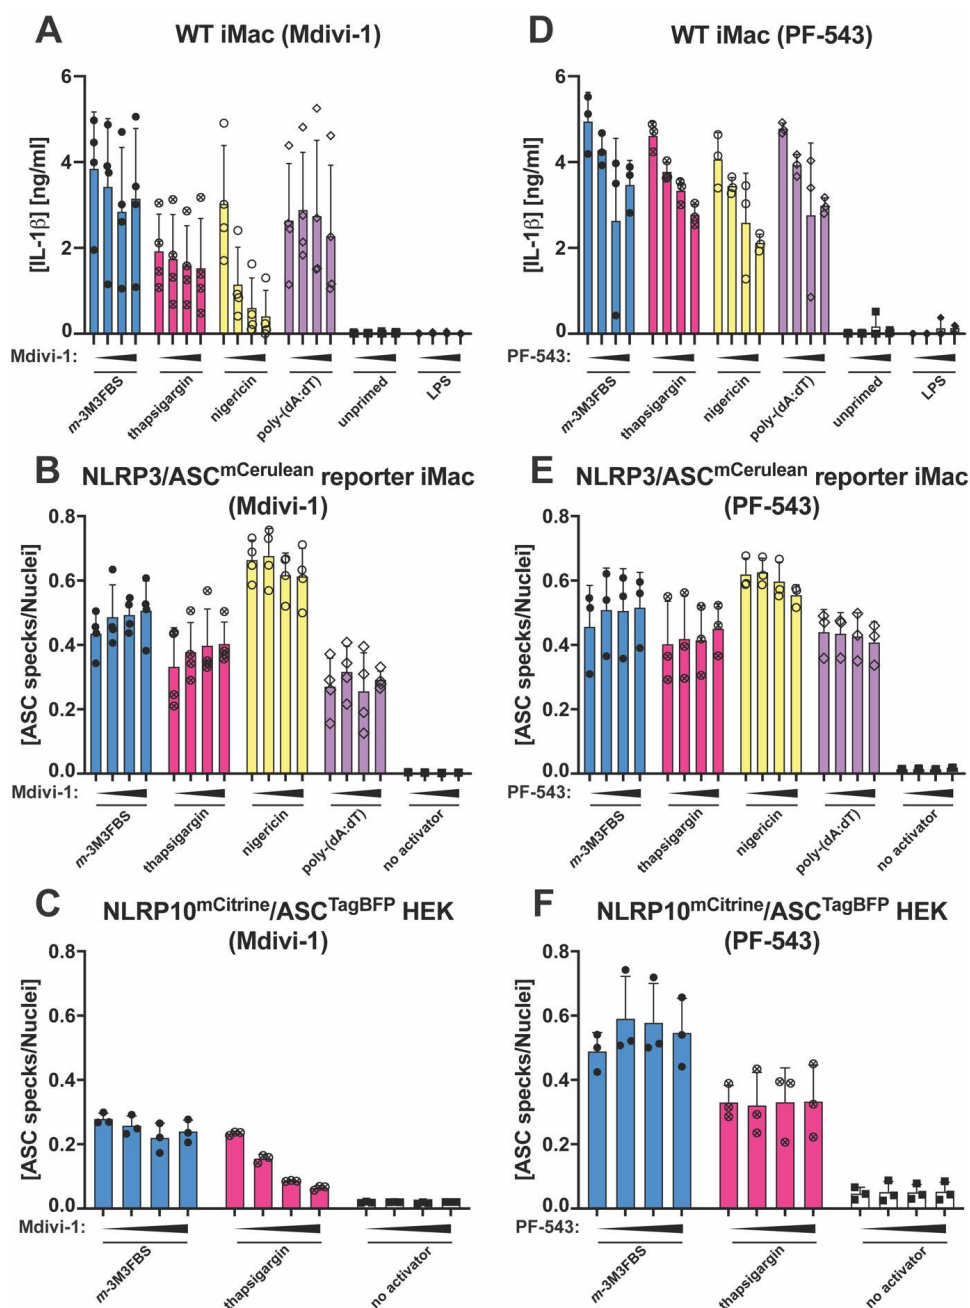 A
WT iMac (Mdivi-1)
[IL-1β] [ng/ml]
6
4
2
0
Mdivi-1:
m-3M3FBS
thapsigargin
nigericin
poly-(dA:dT)
unprimed
LPS
D
WT iMac (PF-543)
[IL-1β] [ng/ml]
6
4
2
0
PF-543:
m-3M3FBS
thapsigargin
nigericin
poly-(dA:dT)
unprimed
LPS
B
NLRP3/ASCmCerulean reporter iMac
(Mdivi-1)
[ASC specks/Nuclei]
0.8
0.6
0.4
0.2
0.0
Mdivi-1:
m-3M3FBS
thapsigargin
nigericin
poly-(dA:dT)
no activator
E
NLRP3/ASCmCerulean reporter iMac
(PF-543)
[ASC specks/Nuclei]
0.8
0.6
0.4
0.2
0.0
PF-543:
m-3M3FBS
thapsigargin
nigericin
poly-(dA:dT)
no activator
C
NLRP10mCitrine/ASCTagBFP HEK
(Mdivi-1)
[ASC specks/Nuclei]
0.8
0.6
0.4
0.2
0.0
Mdivi-1:
m-3M3FBS
thapsigargin
no activator
F
NLRP10mCitrine/ASCTagBFP HEK
(PF-543)
[ASC specks/Nuclei]
0.8
0.6
0.4
0.2
0.0
PF-543:
m-3M3FBS
thapsigargin
no activator